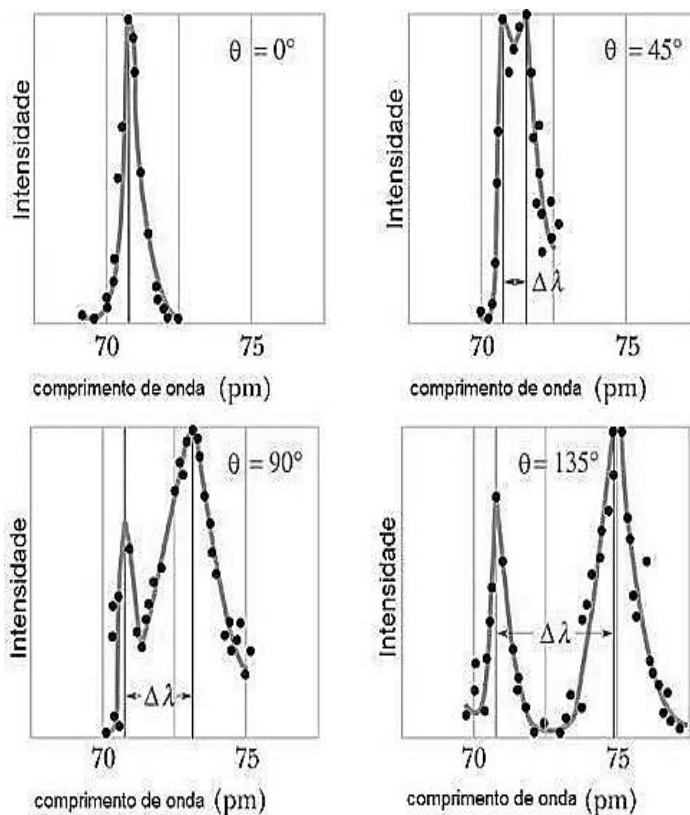 Intensidade
θ = 0°
70
75
comprimento de onda (pm)
Intensidade
θ = 45°
Δλ
70
75
comprimento de onda (pm)
Intensidade
θ = 90°
Δλ
70
75
comprimento de onda (pm)
Intensidade
θ = 135°
Δλ
70
75
comprimento de onda (pm)